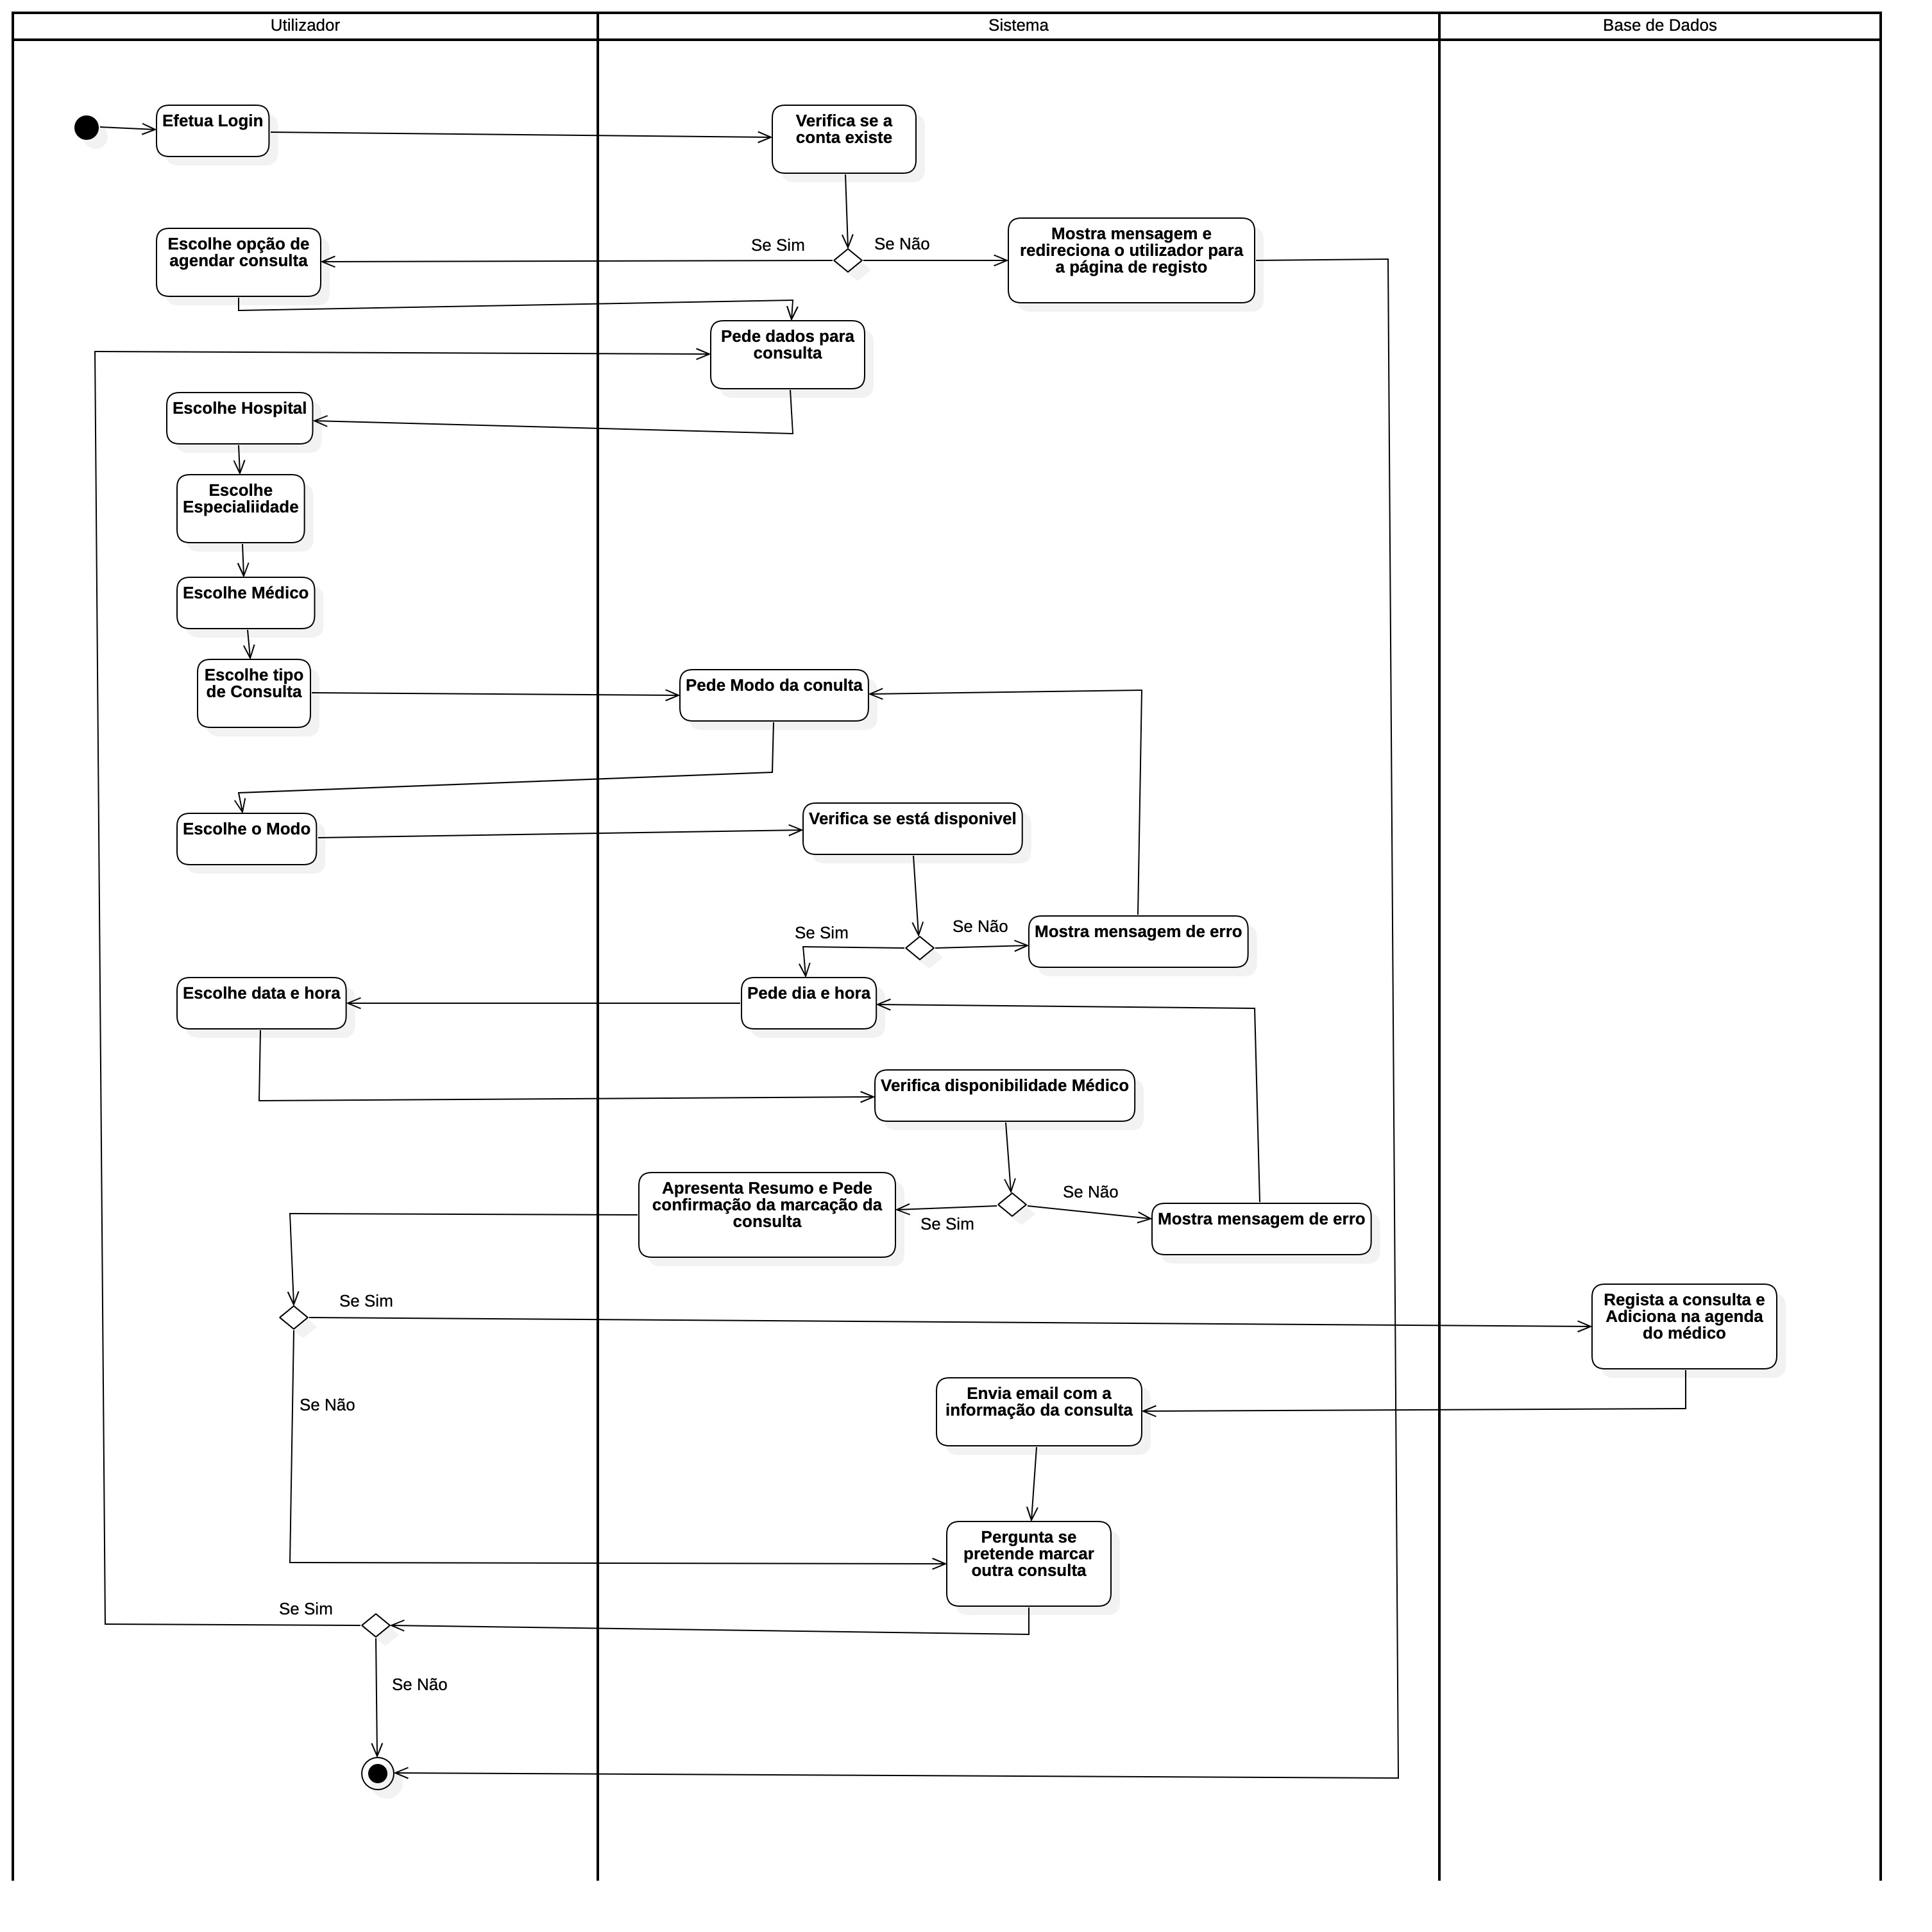 Utilizador
Sistema
Base de Dados
Efetua Login
Verifica se a
conta existe
Escolhe opção de
agendar consulta
Se Sim
Se Não
Mostra mensagem e
redireciona o utilizador para
a página de registo
Pede dados para
consulta
Escolhe Hospital
Escolhe
Especialiidade
Escolhe Médico
Escolhe tipo
de Consulta
Pede Modo da conulta
Escolhe o Modo
Verifica se está disponivel
Se Sim
Se Não
Mostra mensagem de erro
Escolhe data e hora
Pede dia e hora
Verifica disponibilidade Médico
Apresenta Resumo e Pede
confirmação da marcação da
consulta
Se Sim
Se Não
Mostra mensagem de erro
Se Sim
Regista a consulta e
Adiciona na agenda
do médico
Se Não
Envia email com a
informação da consulta
Pergunta se
pretende marcar
outra consulta
Se Sim
Se Não